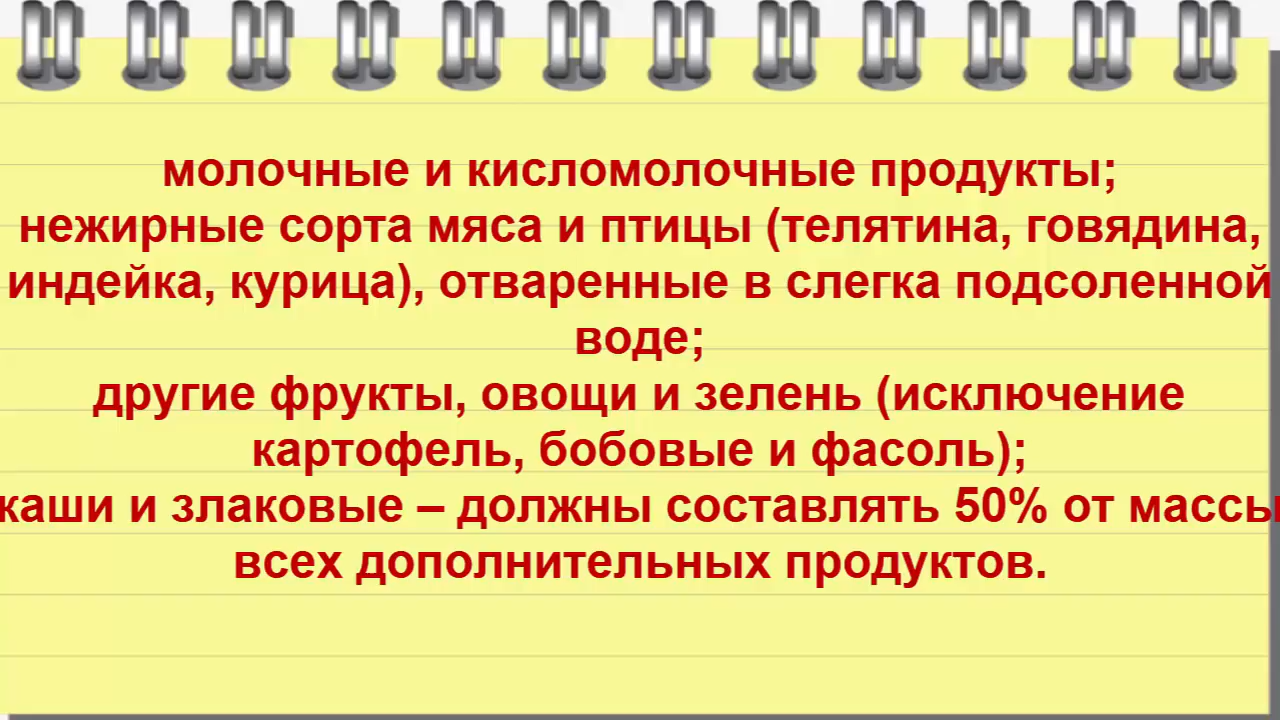 молочные и кисломолочные продукты;
нежирные сорта мяса и птицы (телятина, говядина,
индейка, курица), отваренные в слегка подсоленной
воде;
другие фрукты, овощи и зелень (исключение
картофель, бобовые и фасоль);
каши и злаковые – должны составлять 50% от массы
всех дополнительных продуктов.